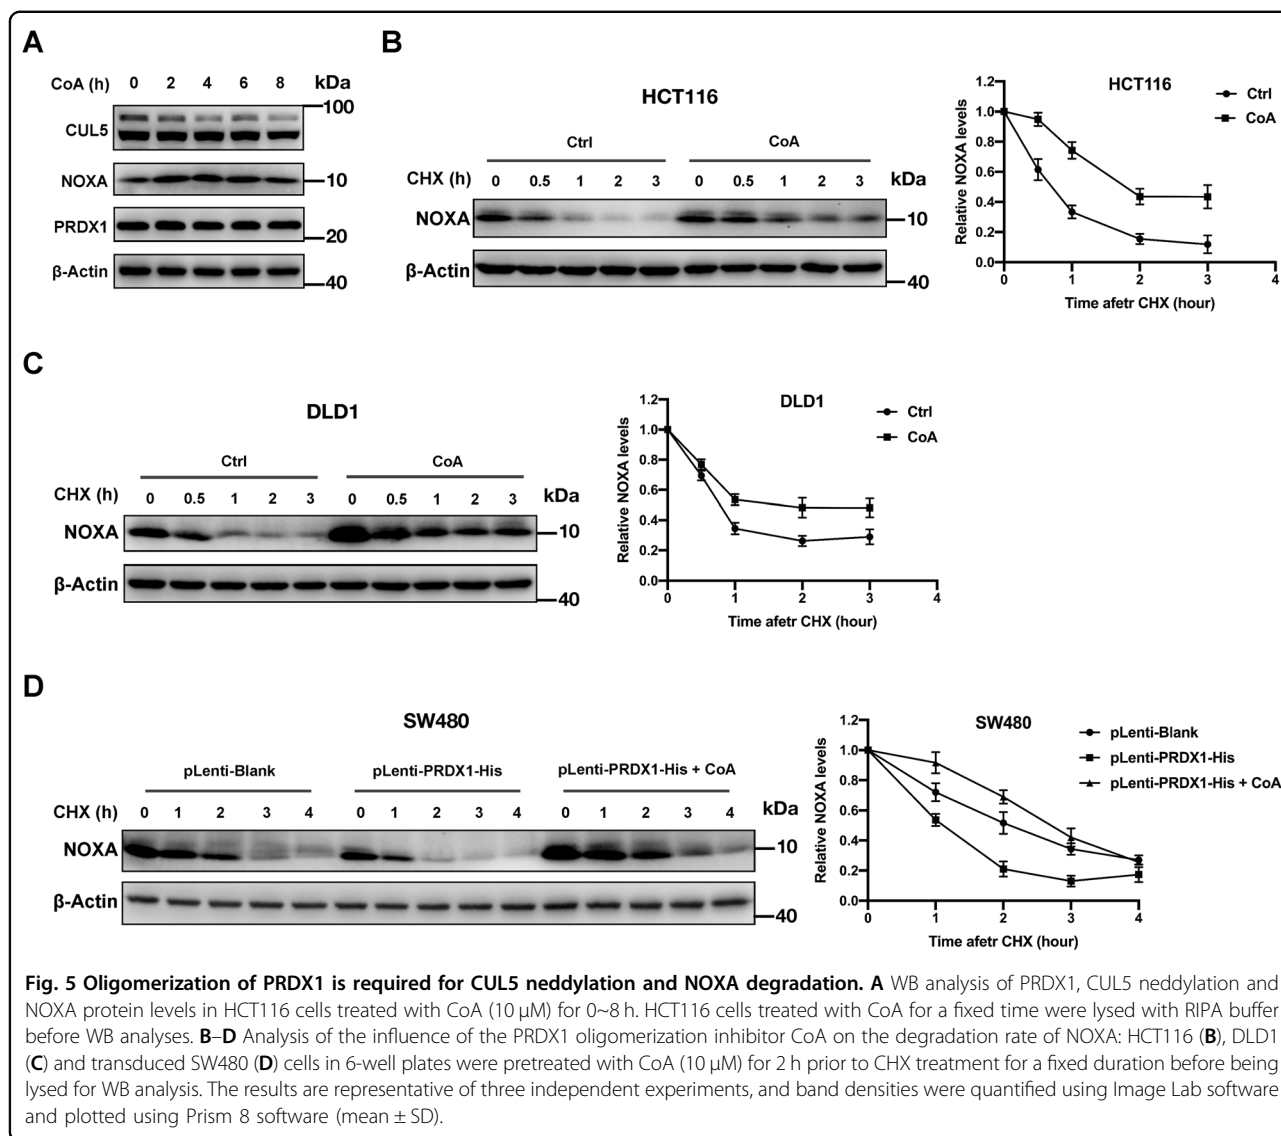 A
CoA (h) 0 2 4 6 8 kDa
CUL5
100
NOXA
10
PRDX1
20
β-Actin
40
B
HCT116
Ctrl CoA
CHX (h) 0 0.5 1 2 3 0 0.5 1 2 3 kDa
NOXA
10
β-Actin
40
HCT116
Relative NOXA levels
1.2
1.0
0.8
0.6
0.4
0.2
0.0
0 1 2 3 4
Time afetr CHX (hour)
Ctrl
CoA
C
DLD1
Ctrl CoA
CHX (h) 0 0.5 1 2 3 0 0.5 1 2 3 kDa
NOXA
10
β-Actin
40
DLD1
Relative NOXA levels
1.2
1.0
0.8
0.6
0.4
0.2
0.0
0 1 2 3 4
Time afetr CHX (hour)
Ctrl
CoA
D
SW480
pLenti-Blank pLenti-PRDX1-His pLenti-PRDX1-His + CoA
CHX (h) 0 1 2 3 4 0 1 2 3 4 0 1 2 3 4 kDa
NOXA
10
β-Actin
40
SW480
Relative NOXA levels
1.2
1.0
0.8
0.6
0.4
0.2
0.0
0 1 2 3 4
Time afetr CHX (hour)
pLenti-Blank
pLenti-PRDX1-His
pLenti-PRDX1-His + CoA
Fig. 5 Oligomerization of PRDX1 is required for CUL5 neddylation and NOXA degradation. A WB analysis of PRDX1, CUL5 neddylation and
NOXA protein levels in HCT116 cells treated with CoA (10 μM) for 0~8 h. HCT116 cells treated with CoA for a fixed time were lysed with RIPA buffer
before WB analyses. B–D Analysis of the influence of the PRDX1 oligomerization inhibitor CoA on the degradation rate of NOXA: HCT116 (B), DLD1
(C) and transduced SW480 (D) cells in 6-well plates were pretreated with CoA (10 μM) for 2 h prior to CHX treatment for a fixed duration before being
lysed for WB analysis. The results are representative of three independent experiments, and band densities were quantified using Image Lab software
and plotted using Prism 8 software (mean ± SD).